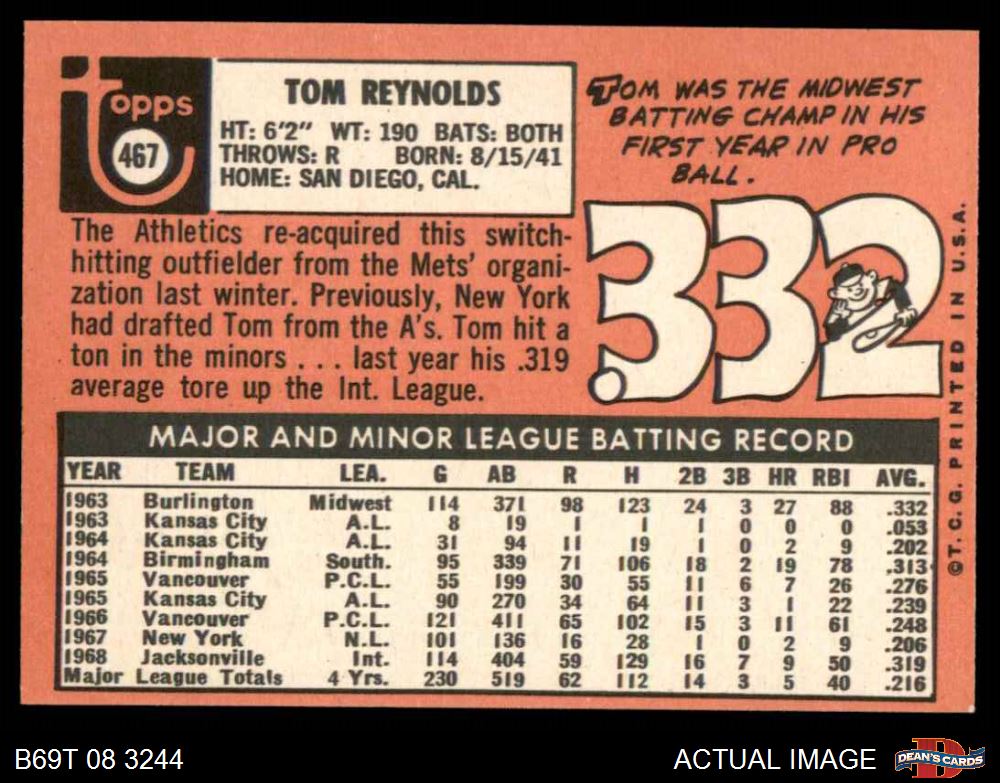 topps
467
TOM REYNOLDS
HT: 6'2" WT: 190 BATS: BOTH
THROWS: R BORN: 8/15/41
HOME: SAN DIEGO, CAL.
TOM WAS THE MIDWEST
BATTING CHAMP IN HIS
FIRST YEAR IN PRO
BALL.
.332
The Athletics re-acquired this switch-
hitting outfielder from the Mets' organi-
zation last winter. Previously, New York
had drafted Tom from the A's. Tom hit a
ton in the minors . . . last year his .319
average tore up the Int. League.
MAJOR AND MINOR LEAGUE BATTING RECORD
YEAR TEAM LEA. G AB R H 2B 3B HR RBI AVG.
1963 Burlington Midwest 114 371 98 123 24 3 27 88 .332
1963 Kansas City A.L. 8 19 1 1 1 0 0 0 .053
1964 Kansas City A.L. 31 94 11 19 1 0 2 9 .202
1964 Birmingham South. 95 339 71 106 18 2 19 78 .313
1965 Vancouver P.C.L. 55 199 30 55 11 6 7 26 .276
1965 Kansas City A.L. 90 270 34 64 11 3 1 22 .239
1966 Vancouver P.C.L. 121 411 65 102 15 3 11 61 .248
1967 New York N.L. 101 136 16 28 1 0 2 9 .206
1968 Jacksonville Int. 114 404 59 129 16 7 9 50 .319
Major League Totals 4 Yrs. 230 519 62 112 14 3 5 40 .216
©T.C.G. PRINTED IN U.S.A.
B69T 08 3244
ACTUAL IMAGE
D
DEAN'S CARDS